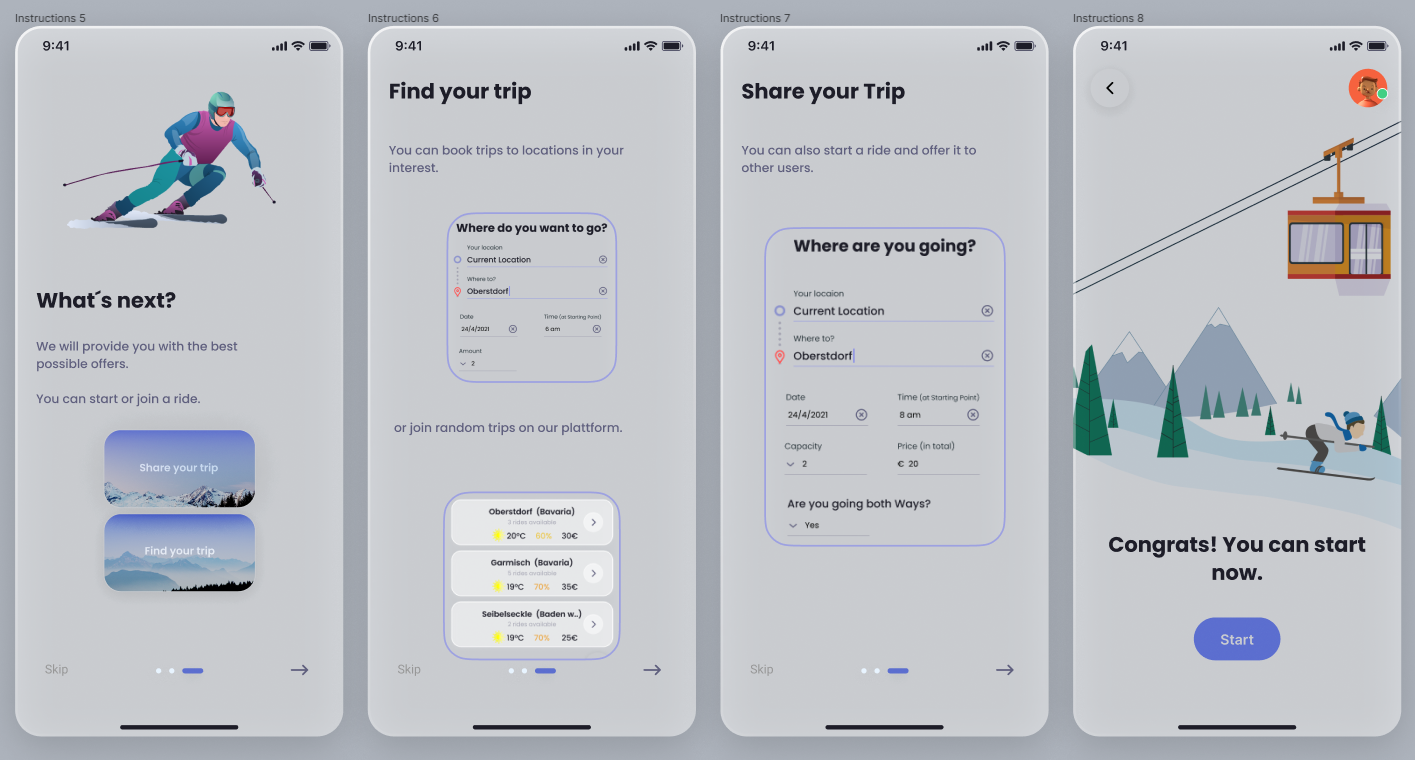 Instructions 5
9:41
What´s next?
We will provide you with the best
possible offers.
You can start or join a ride.
Share your trip
Find your trip
Skip
Instructions 6
9:41
Find your trip
You can book trips to locations in your
interest.
Where do you want to go?
Your locaion
Current Location
Where to?
Oberstdorf
Date
Time (at Starting Point)
24/4/2021
6 am
Amount
2
or join random trips on our plattform.
Oberstdorf (Bavaria)
3 rides available
20°C 60% 30€
Garmisch (Bavaria)
5 rides available
19°C 70% 35€
Seibelseckle (Baden w..)
2 rides available
19°C 70% 25€
Skip
Instructions 7
9:41
Share your Trip
You can also start a ride and offer it to
other users.
Where are you going?
Your locaion
Current Location
Where to?
Oberstdorf
Date
Time (at Starting Point)
24/4/2021
8 am
Capacity
Price (in total)
2
€ 20
Are you going both Ways?
Yes
Skip
Instructions 8
9:41
Congrats! You can start
now.
Start